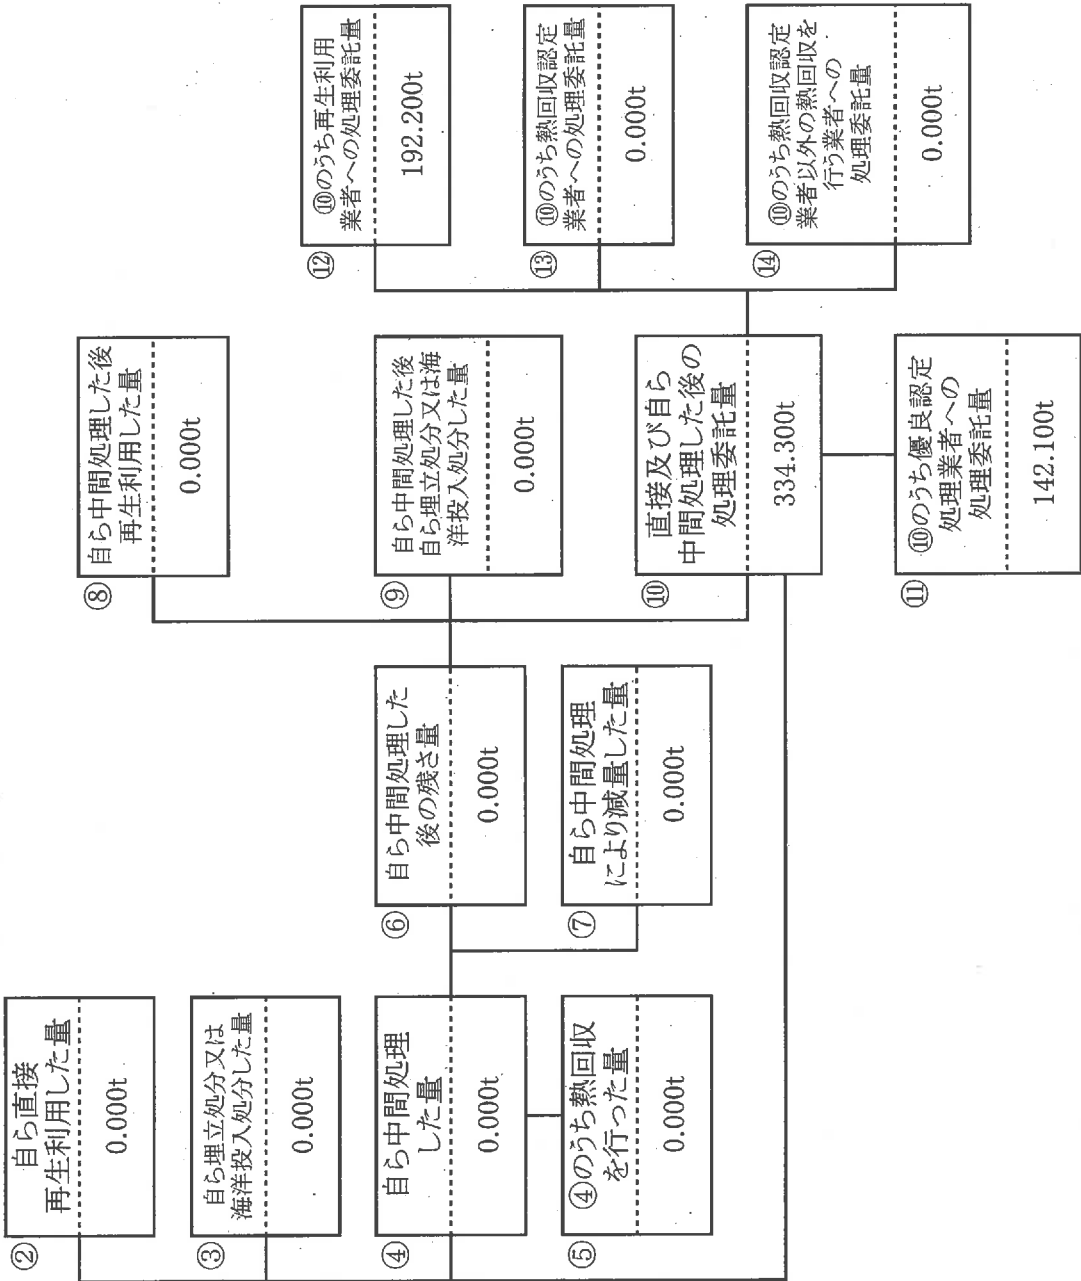 ②
自ら直接
再生利用した量
0.000t
③
自ら埋立処分又は
海洋投入処分した量
0.000t
④
自ら中間処理
した量
0.000t
⑤
④のうち熱回収
を行った量
0.000t
⑥
自ら中間処理した
後の残さ量
0.000t
⑦
自ら中間処理
により減量した量
0.000t
⑧
自ら中間処理した後
再生利用した量
0.000t
⑨
自ら中間処理した後
自ら埋立処分又は海
洋投入処分した量
0.000t
⑩
直接及び自ら
中間処理した後の
処理委託量
334.300t
⑪
⑩のうち優良認定
処理業者への
処理委託量
142.100t
⑫
⑩のうち再生利用
業者への処理委託量
192.200t
⑬
⑩のうち熱回収認定
業者への処理委託量
0.000t
⑭
⑩のうち熱回収認定
業者以外の熱回収を
行う業者への
処理委託量
0.000t